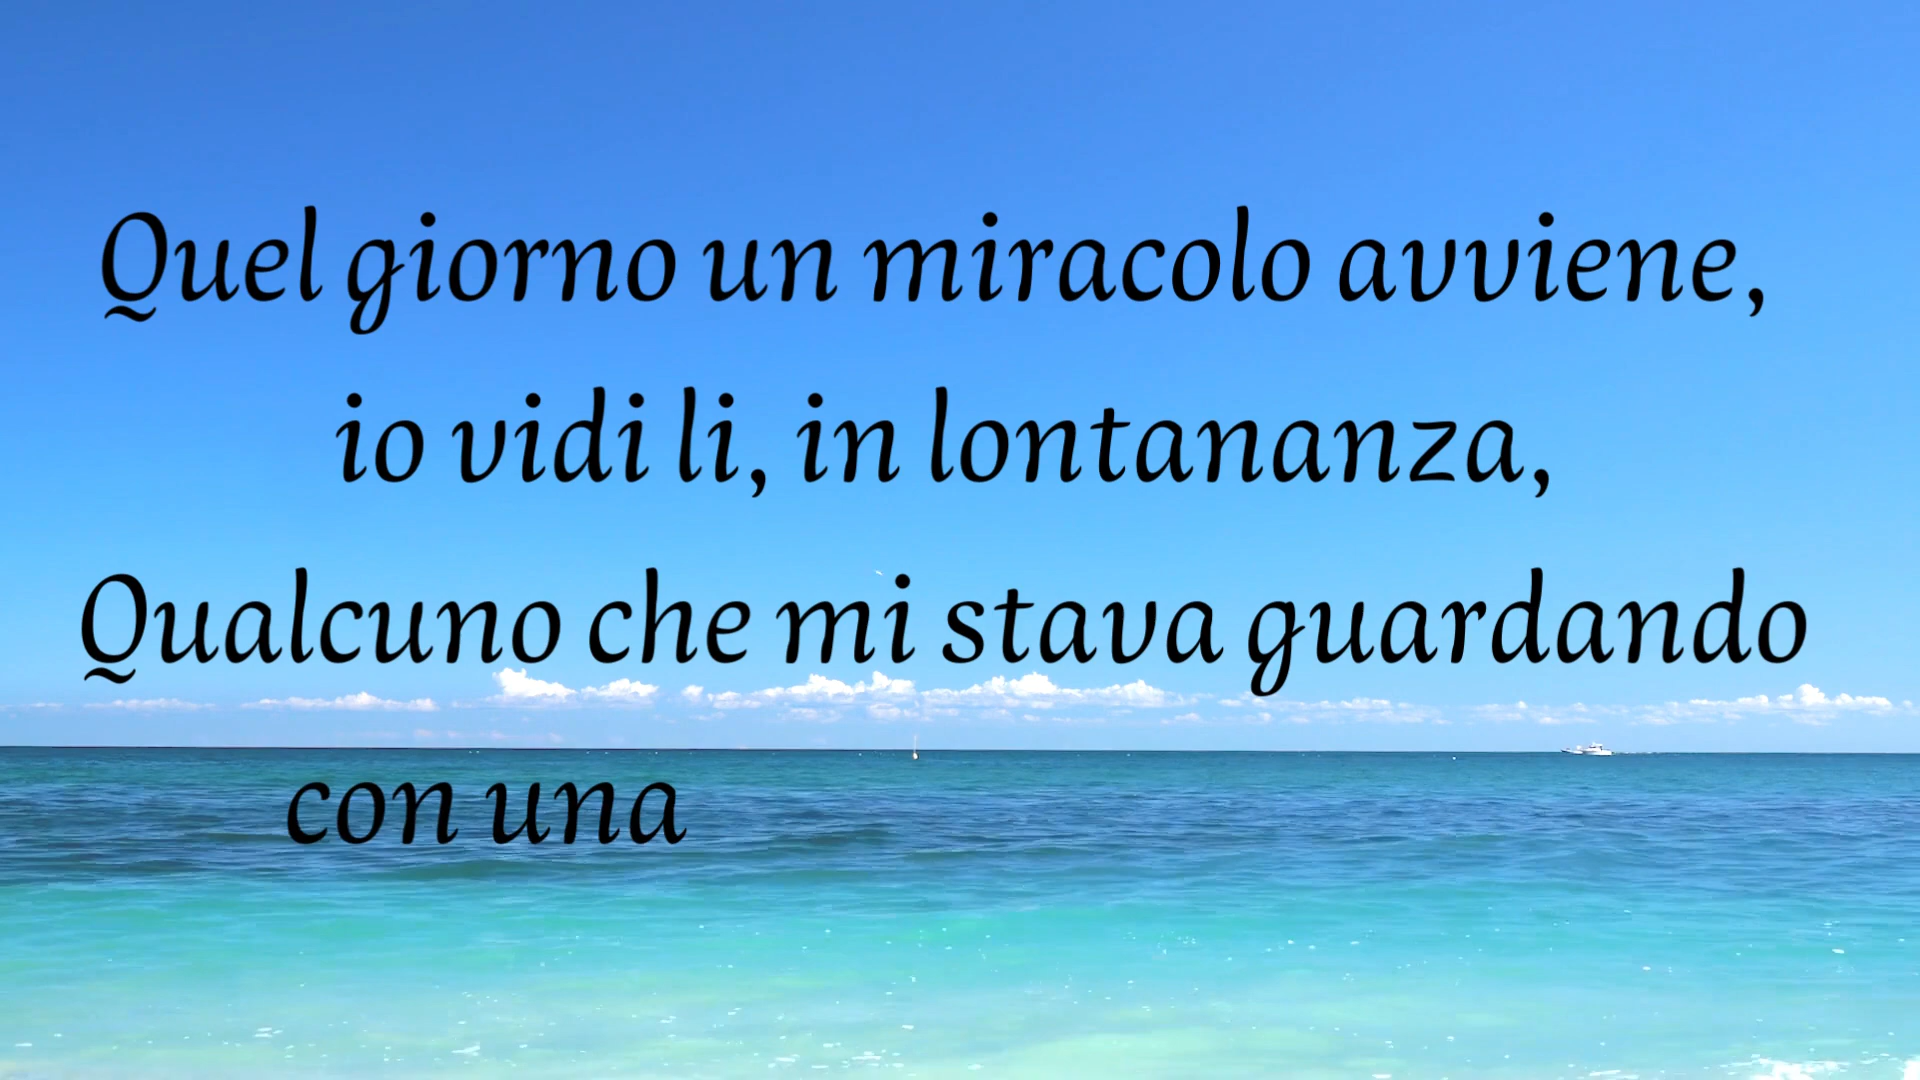 Quel giorno un miracolo avviene,
io vidi li, in lontananza,
Qualcuno che mi stava guardando
con una